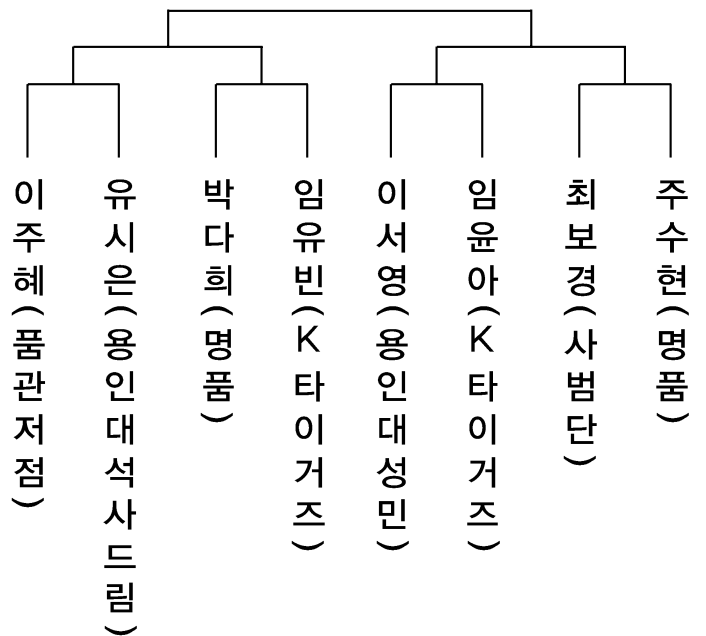 이주혜(품관저점)
유시은(용인대석사드림)
박다희(명품)
임유빈(K타이거즈)
이서영(용인대성민)
임윤아(K타이거즈)
최보경(사범단)
주수현(명품)